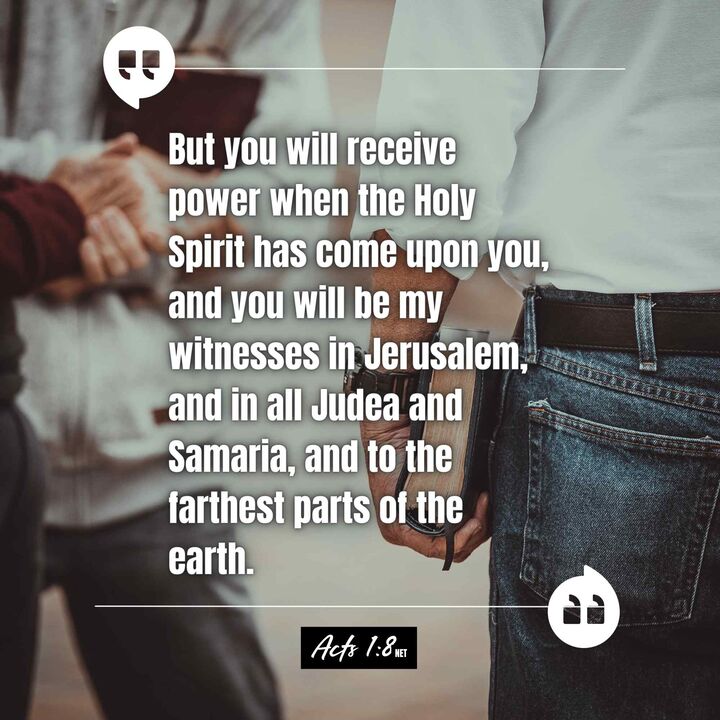 But you will receive
power when the Holy
Spirit has come upon you,
and you will be my
witnesses in Jerusalem,
and in all Judea and
Samaria, and to the
farthest parts of the
earth.
Acts 1:8 NET